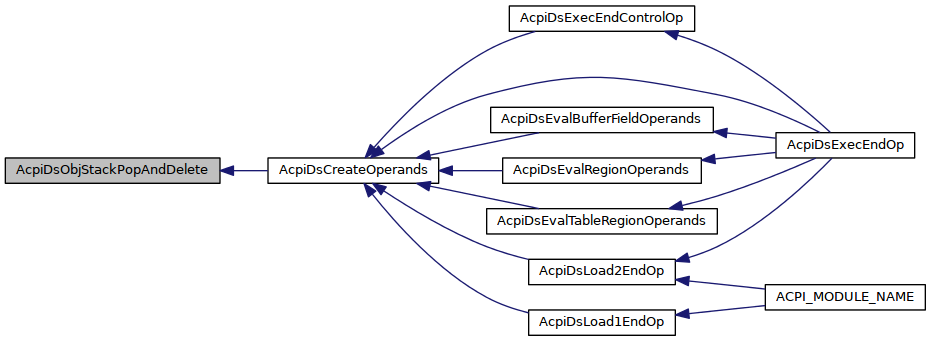 AcpiDsExecEndControlOp
AcpiDsEvalBufferFieldOperands
AcpiDsExecEndOp
AcpiDsObjStackPopAndDelete
AcpiDsCreateOperands
AcpiDsEvalRegionOperands
AcpiDsEvalTableRegionOperands
AcpiDsLoad2EndOp
ACPI_MODULE_NAME
AcpiDsLoad1EndOp